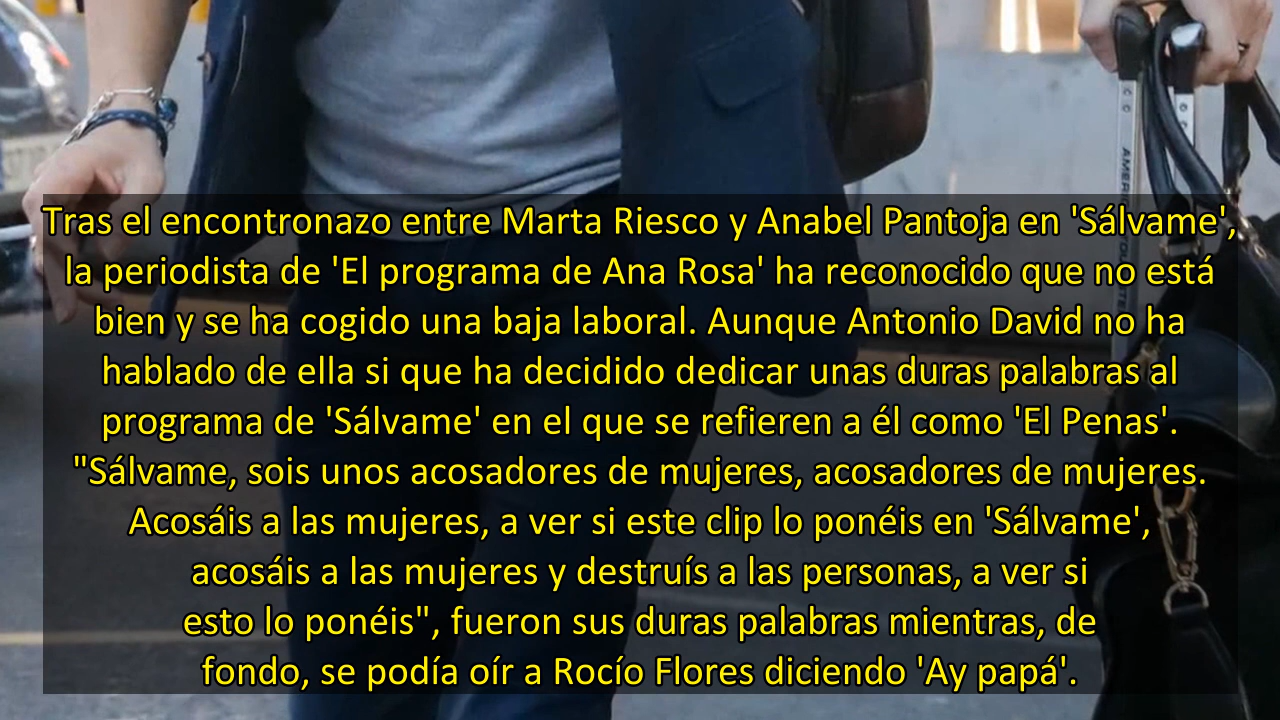 Tras el encontronazo entre Marta Riesco y Anabel Pantoja en 'Sálvame',
la periodista de 'El programa de Ana Rosa' ha reconocido que no está
bien y se ha cogido una baja laboral. Aunque Antonio David no ha
hablado de ella si que ha decidido dedicar unas duras palabras al
programa de 'Sálvame' en el que se refieren a él como 'El Penas'.
"Sálvame, sois unos acosadores de mujeres, acosadores de mujeres.
Acosáis a las mujeres, a ver si este clip lo ponéis en 'Sálvame',
acosáis a las mujeres y destruís a las personas, a ver si
esto lo ponéis", fueron sus duras palabras mientras, de
fondo, se podía oír a Rocío Flores diciendo 'Ay papá'.